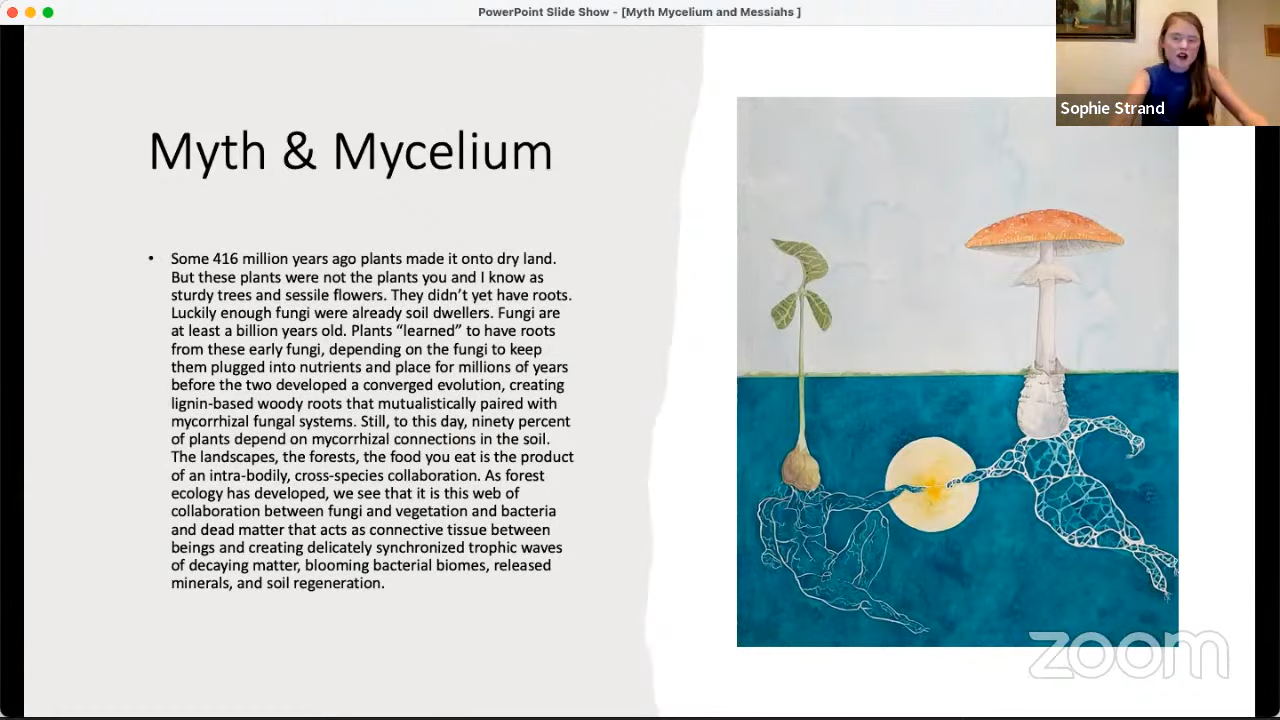 PowerPoint Slide Show - [Myth Mycelium and Messiahs ]
Sophie Strand
Myth & Mycelium
• Some 416 million years ago plants made it onto dry land.
But these plants were not the plants you and I know as
sturdy trees and sessile flowers. They didn’t yet have roots.
Luckily enough fungi were already soil dwellers. Fungi are
at least a billion years old. Plants “learned” to have roots
from these early fungi, depending on the fungi to keep
them plugged into nutrients and place for millions of years
before the two developed a converged evolution, creating
lignin-based woody roots that mutualistically paired with
mycorrhizal fungal systems. Still, to this day, ninety percent
of plants depend on mycorrhizal connections in the soil.
The landscapes, the forests, the food you eat is the product
of an intra-bodily, cross-species collaboration. As forest
ecology has developed, we see that it is this web of
collaboration between fungi and vegetation and bacteria
and dead matter that acts as connective tissue between
beings and creating delicately synchronized trophic waves
of decaying matter, blooming bacterial biomes, released
minerals, and soil regeneration.
zoom